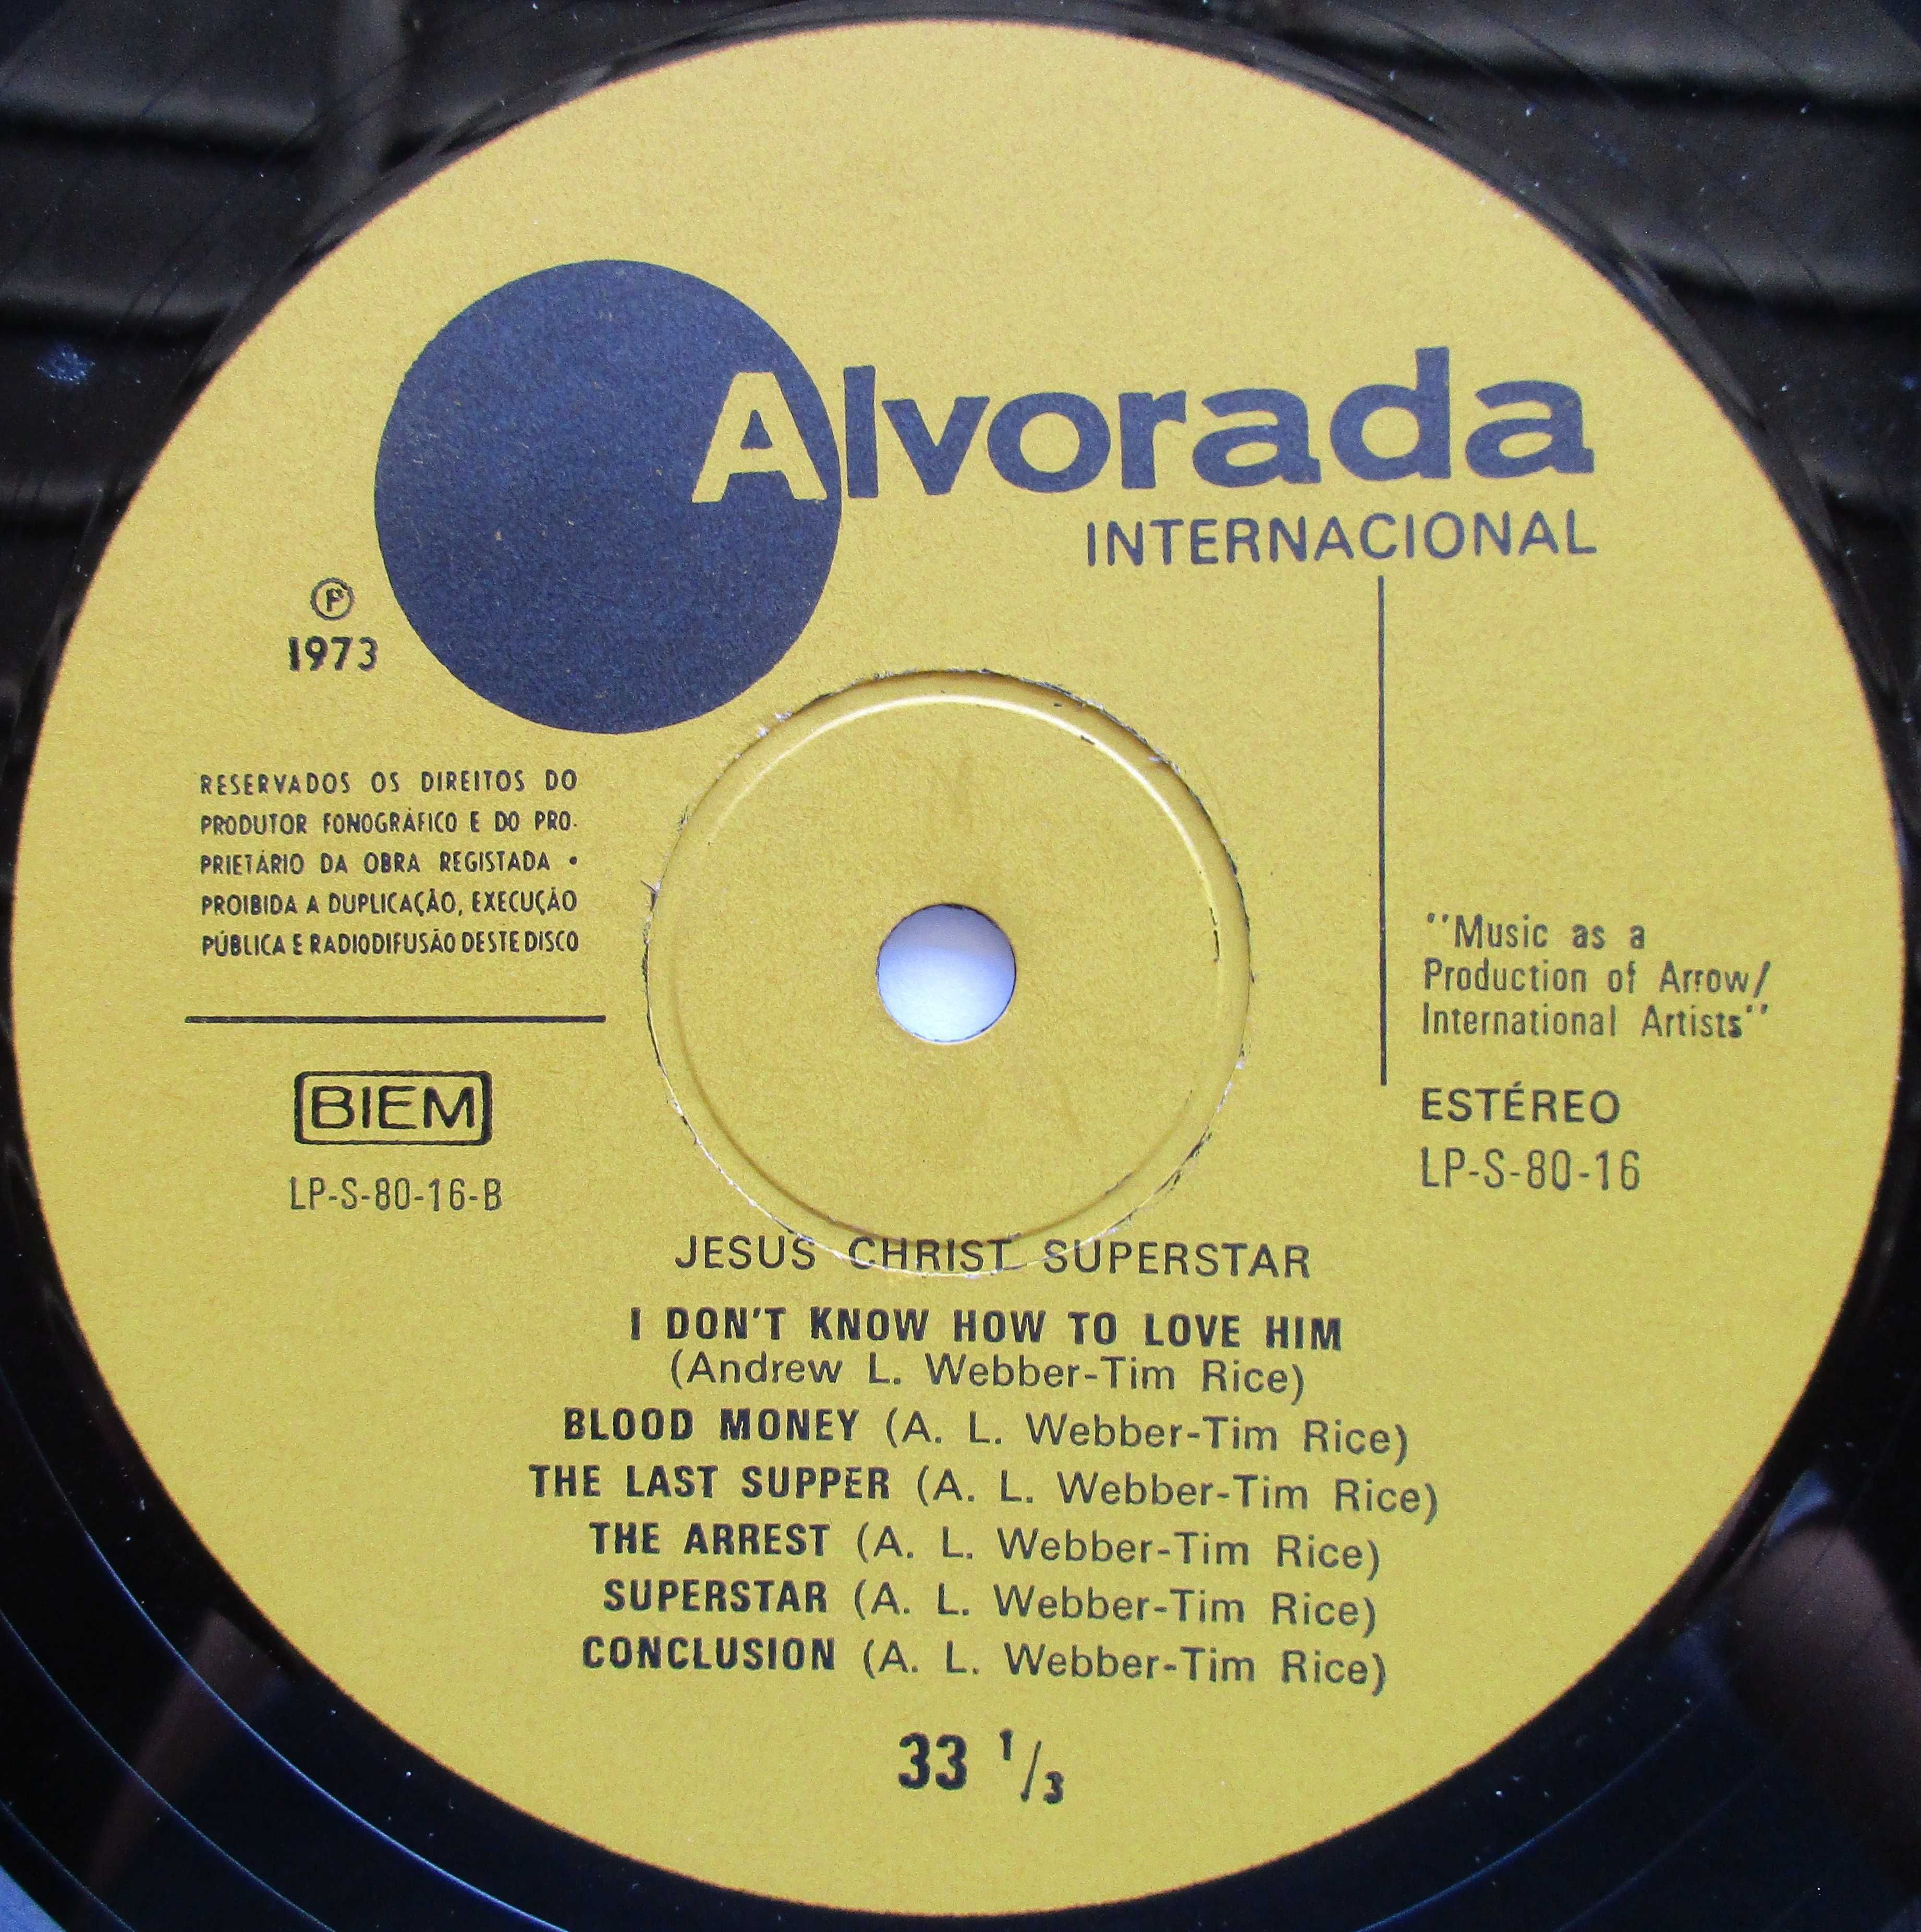 Alvorada
INTERNACIONAL
Ⓟ
1973
RESERVADOS OS DIREITOS DO
PRODUTOR FONOGRÁFICO E DO PRO-
PRIETÁRIO DA OBRA REGISTADA •
PROIBIDA A DUPLICAÇÃO, EXECUÇÃO
PÚBLICA E RADIODIFUSÃO DESTE DISCO
BIEM
LP-S-80-16-B
"Music as a
Production of Arrow/
International Artists"
ESTÉREO
LP-S-80-16
JESUS CHRIST SUPERSTAR
I DON'T KNOW HOW TO LOVE HIM
(Andrew L. Webber-Tim Rice)
BLOOD MONEY (A. L. Webber-Tim Rice)
THE LAST SUPPER (A. L. Webber-Tim Rice)
THE ARREST (A. L. Webber-Tim Rice)
SUPERSTAR (A. L. Webber-Tim Rice)
CONCLUSION (A. L. Webber-Tim Rice)
33 1/3